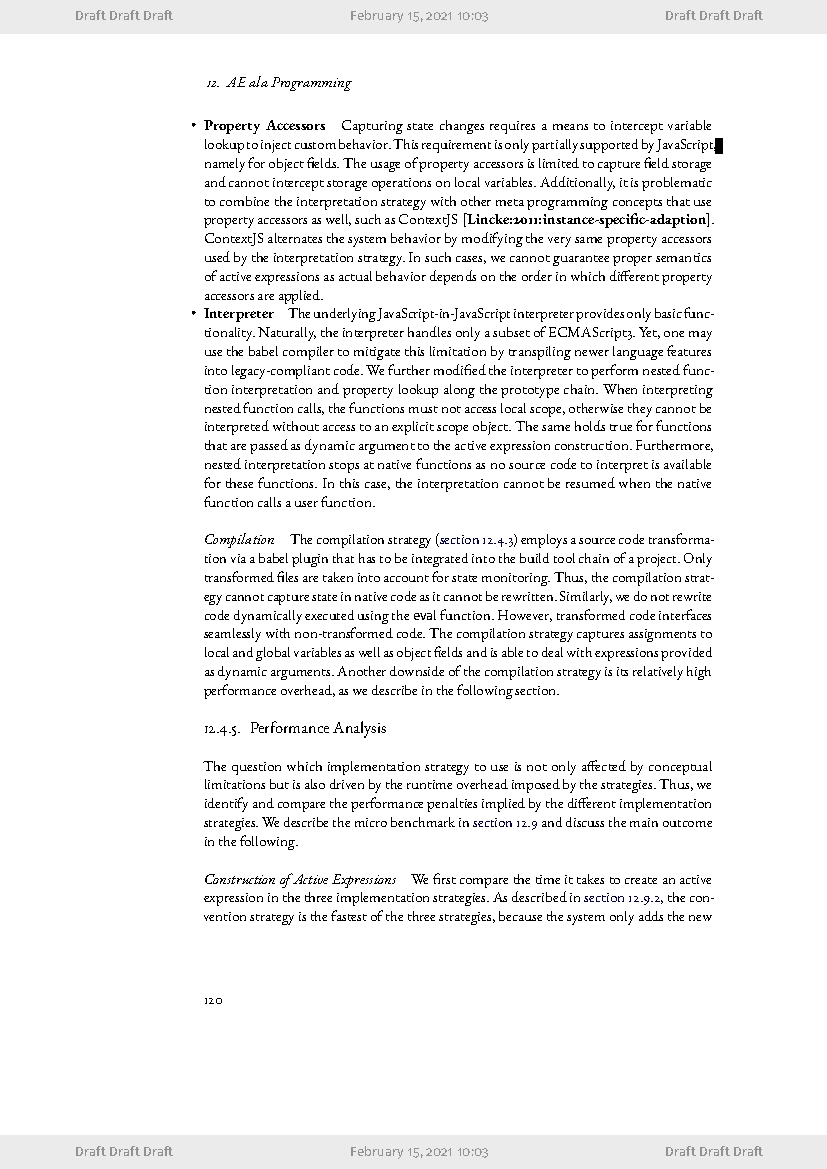 Draft Draft Draft February 15, 2021 10:03 Draft Draft Draft
12. AE ala Programming
• Property Accessors Capturing state changes requires a means to intercept variable
lookup to inject custom behavior. This requirement is only partially supported by JavaScript,
namely for object fields. The usage of property accessors is limited to capture field storage
and cannot intercept storage operations on local variables. Additionally, it is problematic
to combine the interpretation strategy with other meta programming concepts that use
property accessors as well, such as ContextJS [Lincke:2011:instance-specific-adaption].
ContextJS alternates the system behavior by modifying the very same property accessors
used by the interpretation strategy. In such cases, we cannot guarantee proper semantics
of active expressions as actual behavior depends on the order in which different property
accessors are applied.
• Interpreter The underlying JavaScript-in-JavaScript interpreter provides only basic func-
tionality. Naturally, the interpreter handles only a subset of ECMAScript3. Yet, one may
use the babel compiler to mitigate this limitation by transpiling newer language features
into legacy-compliant code. We further modified the interpreter to perform nested func-
tion interpretation and property lookup along the prototype chain. When interpreting
nested function calls, the functions must not access local scope, otherwise they cannot be
interpreted without access to an explicit scope object. The same holds true for functions
that are passed as dynamic argument to the active expression construction. Furthermore,
nested interpretation stops at native functions as no source code to interpret is available
for these functions. In this case, the interpretation cannot be resumed when the native
function calls a user function.
Compilation The compilation strategy (section 12.4.3) employs a source code transforma-
tion via a babel plugin that has to be integrated into the build tool chain of a project. Only
transformed files are taken into account for state monitoring. Thus, the compilation strat-
egy cannot capture state in native code as it cannot be rewritten. Similarly, we do not rewrite
code dynamically executed using the eval function. However, transformed code interfaces
seamlessly with non-transformed code. The compilation strategy captures assignments to
local and global variables as well as object fields and is able to deal with expressions provided
as dynamic arguments. Another downside of the compilation strategy is its relatively high
performance overhead, as we describe in the following section.
12.4.5. Performance Analysis
The question which implementation strategy to use is not only affected by conceptual
limitations but is also driven by the runtime overhead imposed by the strategies. Thus, we
identify and compare the performance penalties implied by the different implementation
strategies. We describe the micro benchmark in section 12.9 and discuss the main outcome
in the following.
Construction of Active Expressions We first compare the time it takes to create an active
expression in the three implementation strategies. As described in section 12.9.2, the con-
vention strategy is the fastest of the three strategies, because the system only adds the new
120
Draft Draft Draft February 15, 2021 10:03 Draft Draft Draft